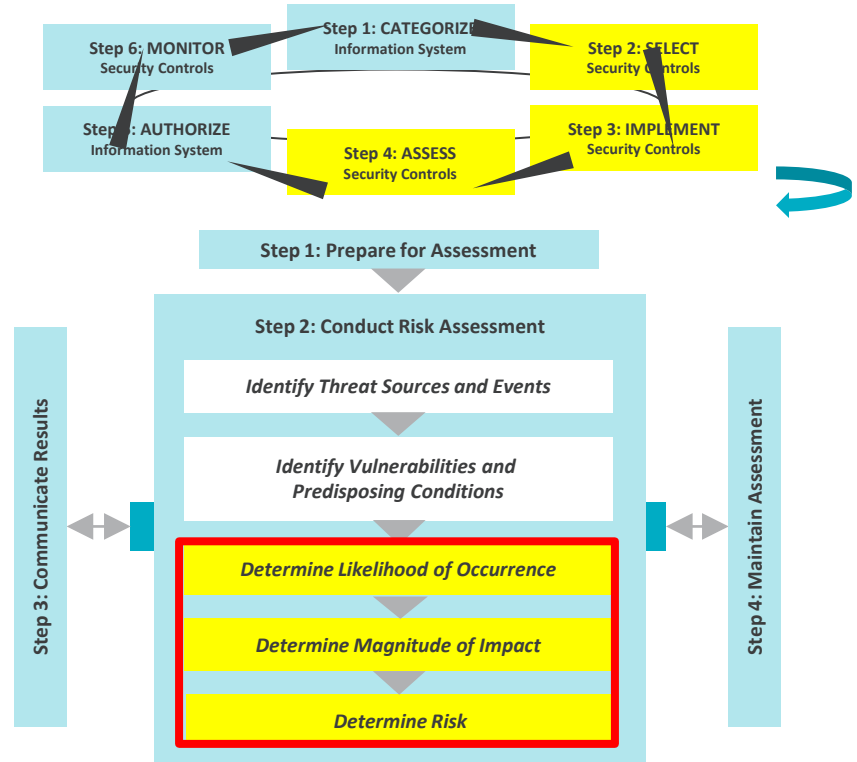 Step 1: CATEGORIZE
Information System
Step 6: MONITOR
Security Controls
Step 2: SELECT
Security Controls
Step 5: AUTHORIZE
Information System
Step 3: IMPLEMENT
Security Controls
Step 4: ASSESS
Security Controls
Step 1: Prepare for Assessment
Step 2: Conduct Risk Assessment
Identify Threat Sources and Events
Identify Vulnerabilities and
Predisposing Conditions
Determine Likelihood of Occurrence
Determine Magnitude of Impact
Determine Risk
Step 3: Communicate Results
Step 4: Maintain Assessment